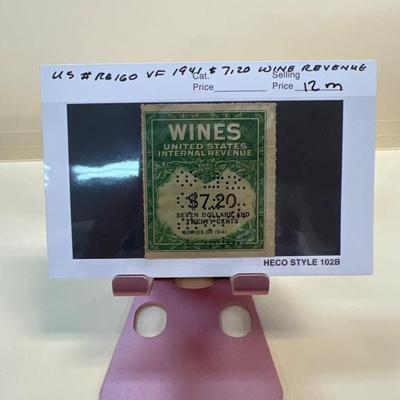 US #RE160 VF 1941 $7.20 WINE REVENUE
Cat. Price
Selling Price 12 m
WINES
UNITED STATES
INTERNAL REVENUE
$7.20
SEVEN DOLLARS AND
TWENTY CENTS
SERIES OF 1941
HECO STYLE 102B